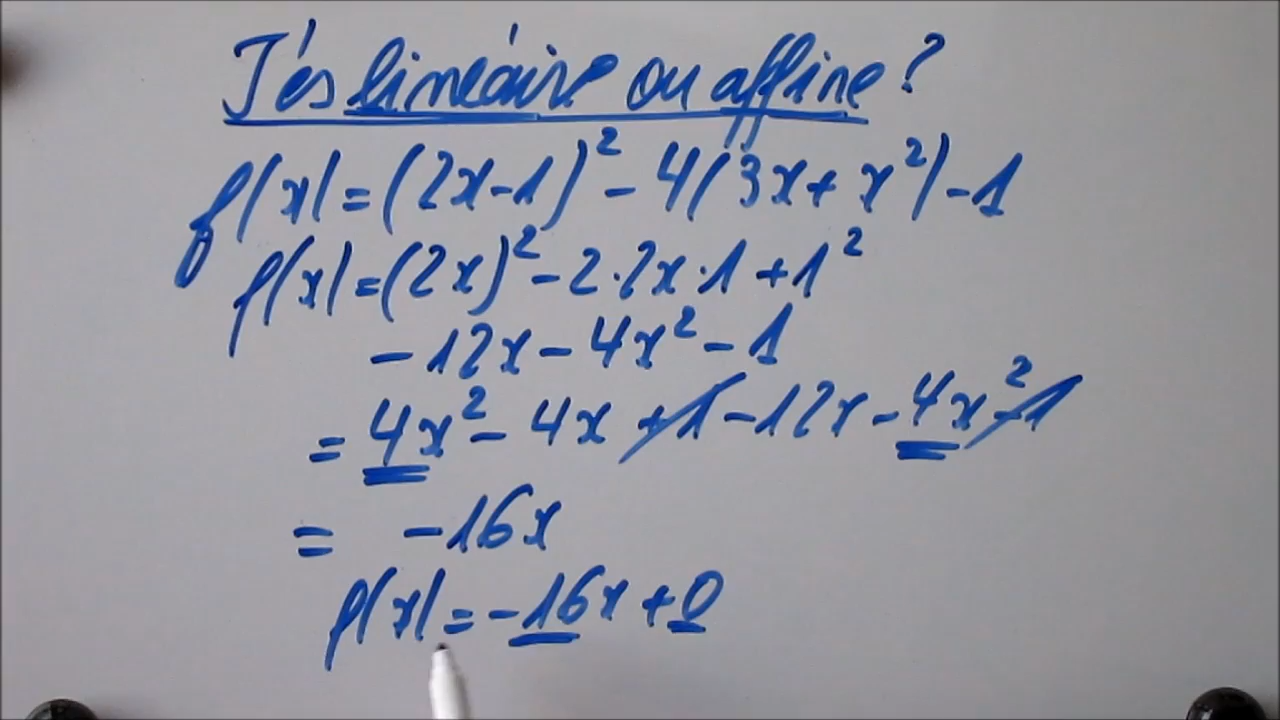 T'es linéaire ou affine ?
f(x) = (2x-1)² - 4(3x + x²) - 1
f(x) = (2x)² - 2·2x·1 + 1²
- 12x - 4x² - 1
= 4x² - 4x + 1 - 12x - 4x² - 1
= -16x
f(x) = -16x + 0